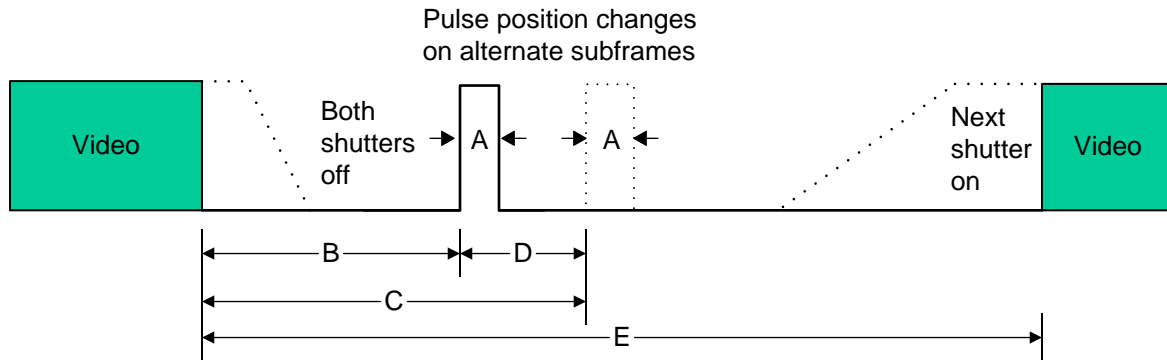 Pulse position changes
on alternate subframes
Video
Both
shutters
off
A
A
Next
shutter
on
Video
B
D
C
E